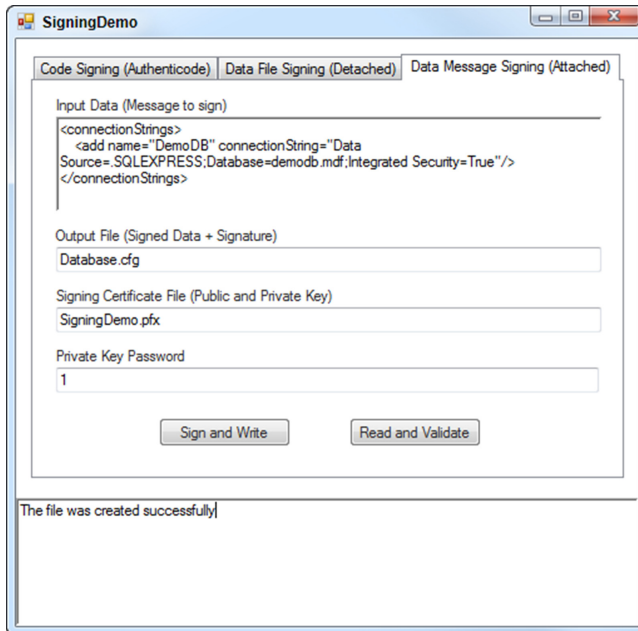 SigningDemo
Code Signing (Authenticode) Data File Signing (Detached) Data Message Signing (Attached)
Input Data (Message to sign)
<connectionStrings>
<add name="DemoDB" connectionString="Data
Source=.SQLEXPRESS;Database=demodb.mdf;Integrated Security=True"/>
</connectionStrings>
Output File (Signed Data + Signature)
Database.cfg
Signing Certificate File (Public and Private Key)
SigningDemo.pfx
Private Key Password
1
Sign and Write Read and Validate
The file was created successfully